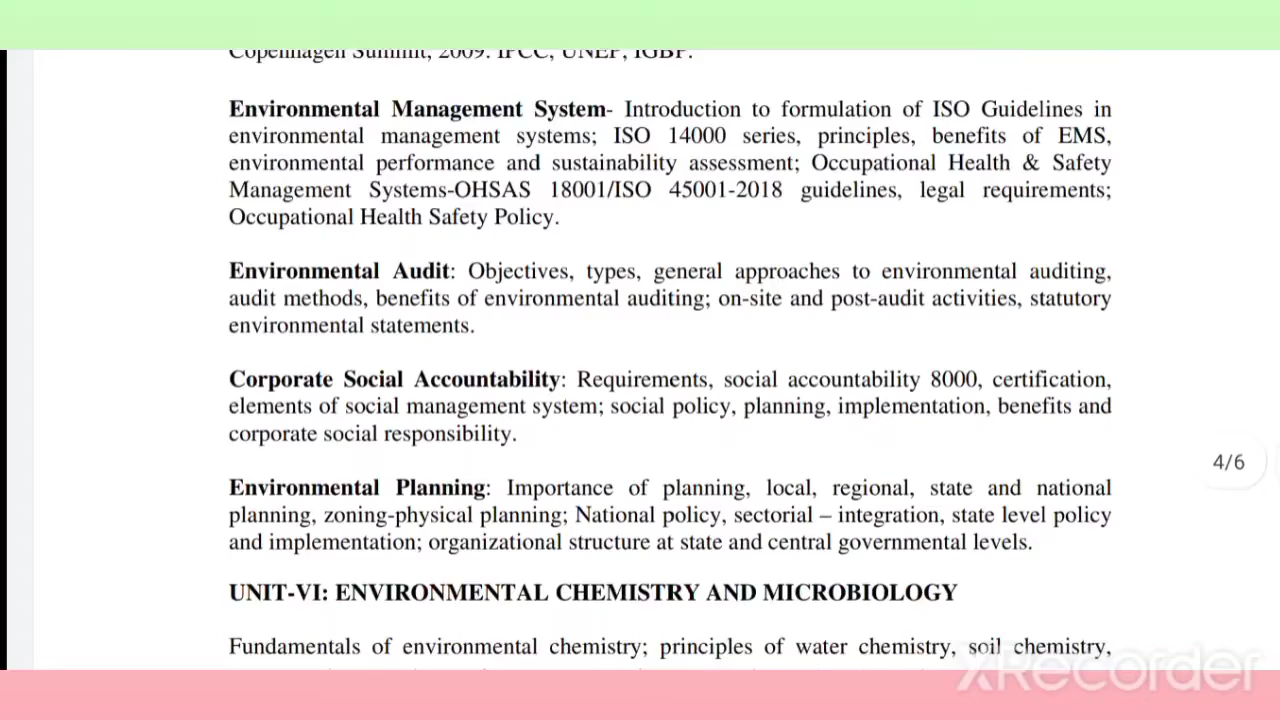 Copenhagen Summit, 2009. IPCC, UNEP, IGBP.
Environmental Management System- Introduction to formulation of ISO Guidelines in
environmental management systems; ISO 14000 series, principles, benefits of EMS,
environmental performance and sustainability assessment; Occupational Health & Safety
Management Systems-OHSAS 18001/ISO 45001-2018 guidelines, legal requirements;
Occupational Health Safety Policy.
Environmental Audit: Objectives, types, general approaches to environmental auditing,
audit methods, benefits of environmental auditing; on-site and post-audit activities, statutory
environmental statements.
Corporate Social Accountability: Requirements, social accountability 8000, certification,
elements of social management system; social policy, planning, implementation, benefits and
corporate social responsibility.
4/6
Environmental Planning: Importance of planning, local, regional, state and national
planning, zoning-physical planning; National policy, sectorial – integration, state level policy
and implementation; organizational structure at state and central governmental levels.
UNIT-VI: ENVIRONMENTAL CHEMISTRY AND MICROBIOLOGY
Fundamentals of environmental chemistry; principles of water chemistry, soil chemistry,
XRecorder